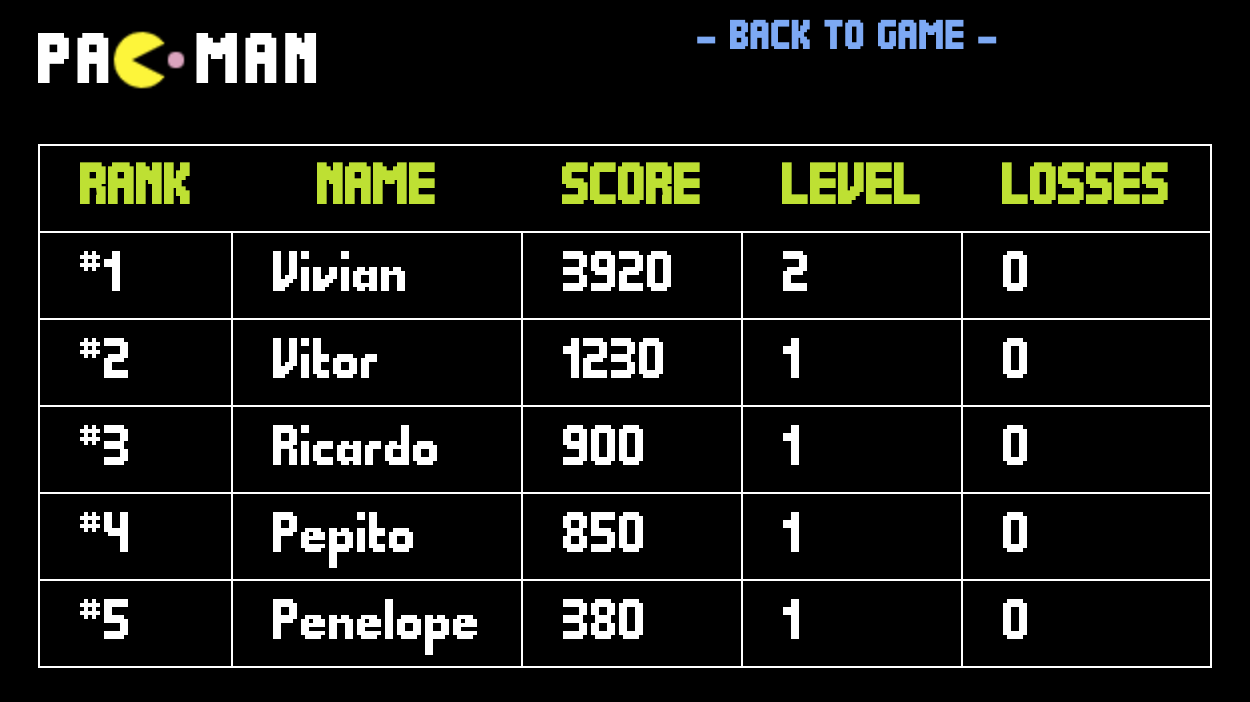 PAC-MAN
– BACK TO GAME –
RANK NAME SCORE LEVEL LOSSES
#1 Vivian 3920 2 0
#2 Vitor 1230 1 0
#3 Ricardo 900 1 0
#4 Pepito 850 1 0
#5 Penelope 380 1 0